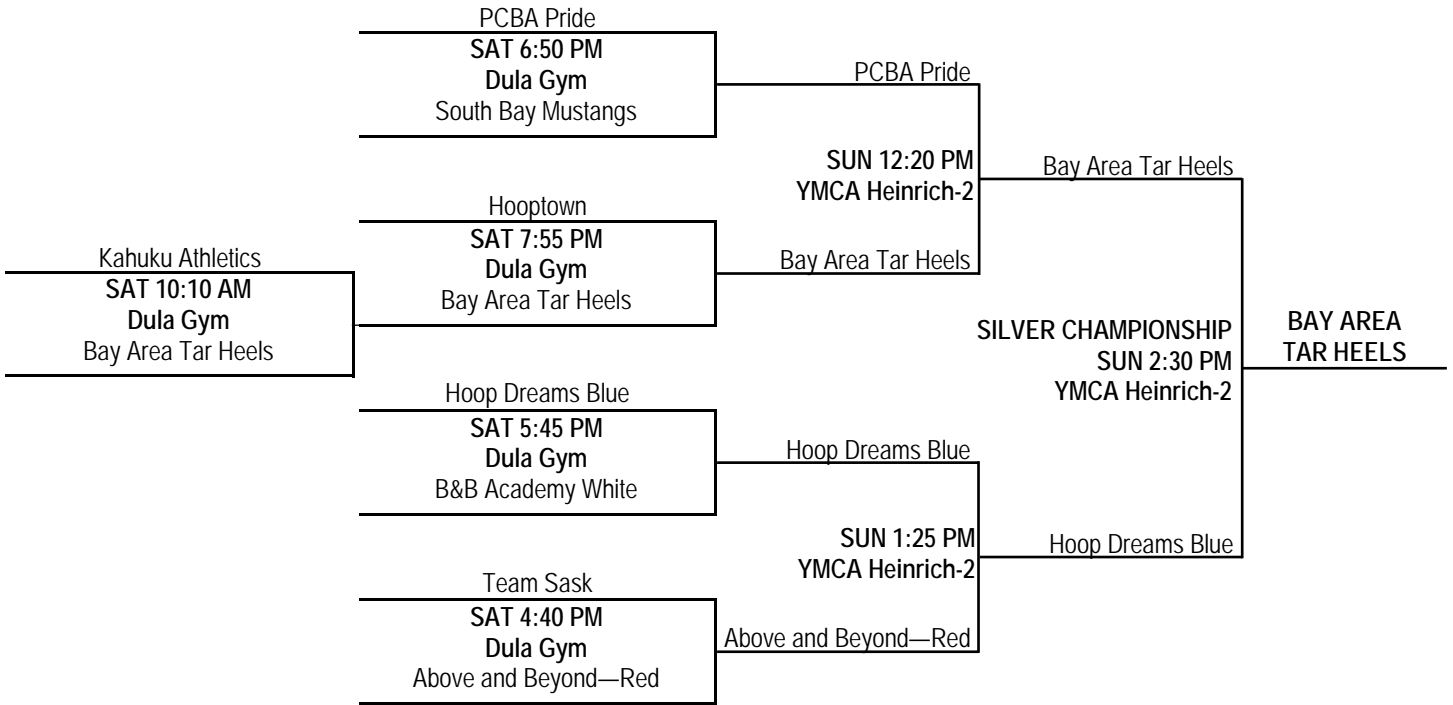 Kahuku Athletics
SAT 10:10 AM
Dula Gym
Bay Area Tar Heels
PCBA Pride
SAT 6:50 PM
Dula Gym
South Bay Mustangs
Hooptown
SAT 7:55 PM
Dula Gym
Bay Area Tar Heels
Hoop Dreams Blue
SAT 5:45 PM
Dula Gym
B&B Academy White
Team Sask
SAT 4:40 PM
Dula Gym
Above and Beyond—Red
PCBA Pride
SUN 12:20 PM
YMCA Heinrich-2
Bay Area Tar Heels
Hoop Dreams Blue
SUN 1:25 PM
YMCA Heinrich-2
Above and Beyond—Red
Bay Area Tar Heels
SILVER CHAMPIONSHIP
SUN 2:30 PM
YMCA Heinrich-2
Hoop Dreams Blue
BAY AREA
TAR HEELS